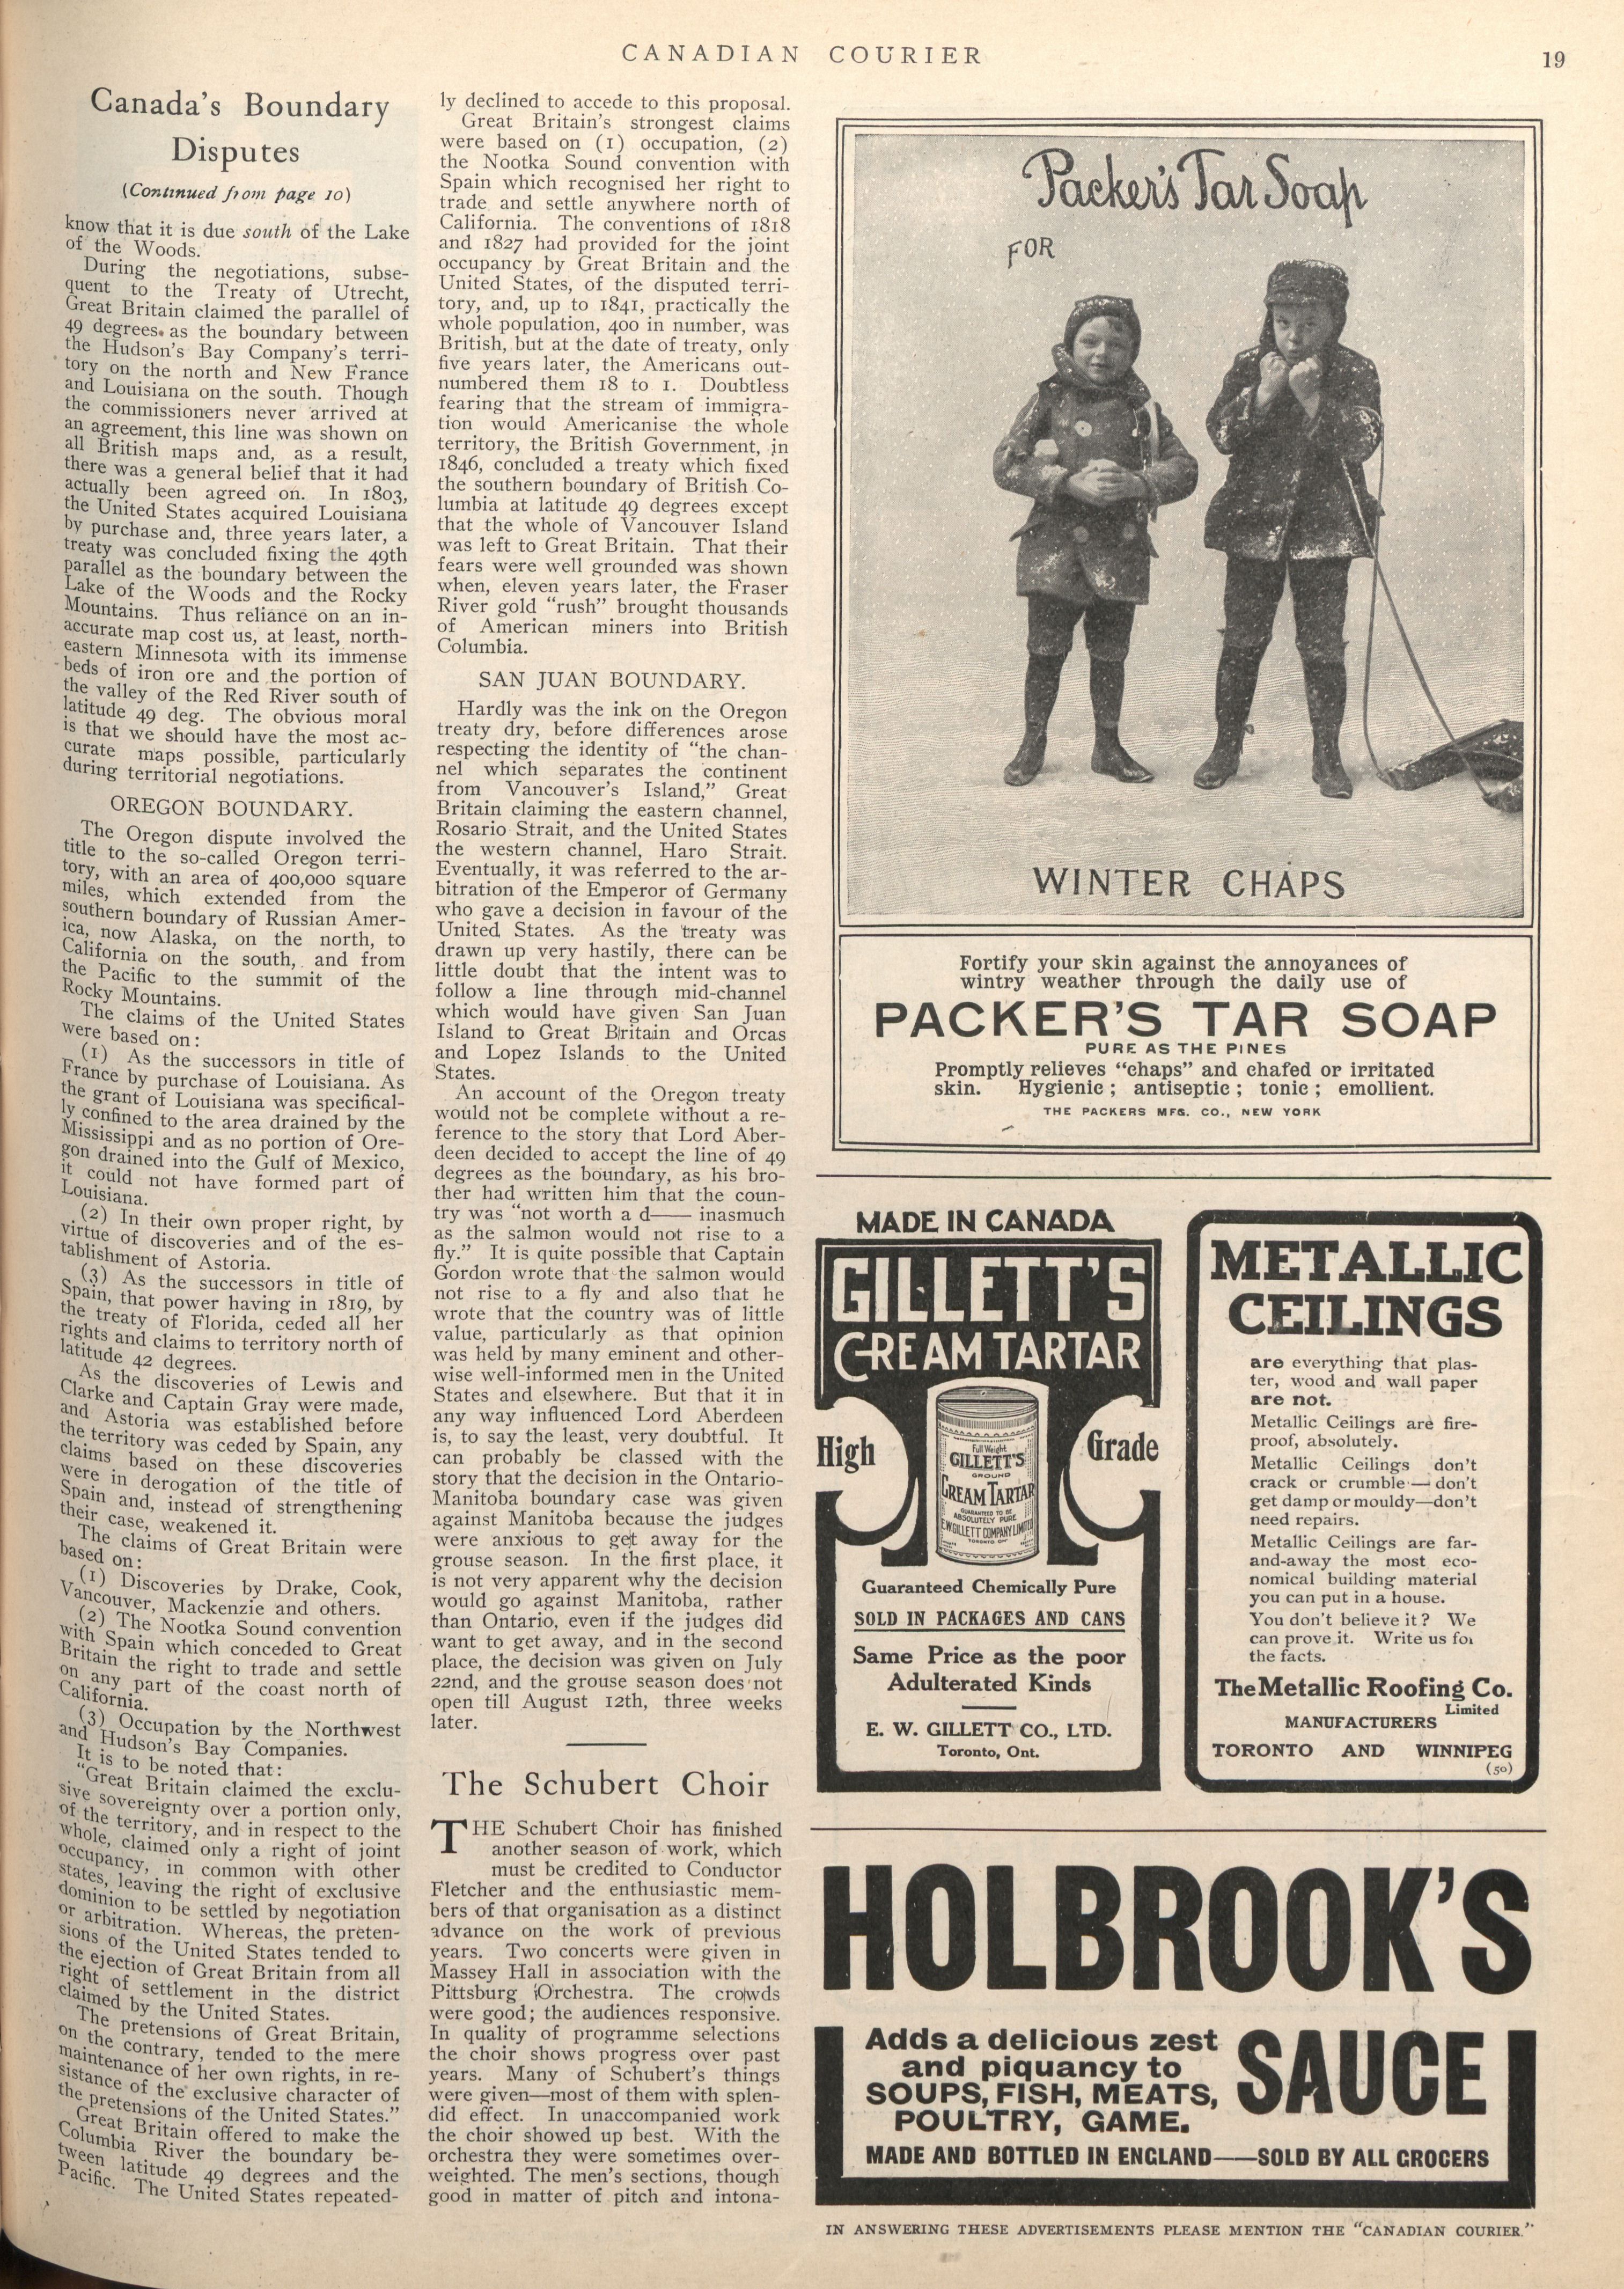 CANADIAN COURIER
19
Canada's Boundary
Disputes
(Continued from page 10)
know that it is due south of the Lake
of the Woods.
During the negotiations, subse-
quent to the Treaty of Utrecht,
Great Britain claimed the parallel of
49 degrees as the boundary between
the Hudson's Bay Company's terri-
tory on the north and New France
and Louisiana on the south. Though
the commissioners never arrived at
an agreement, this line was shown on
all British maps and, as a result,
there was a general belief that it had
actually been agreed on. In 1803,
the United States acquired Louisiana
by purchase and, three years later, a
treaty was concluded fixing the 49th
parallel as the boundary between the
Lake of the Woods and the Rocky
Mountains. Thus reliance on an in-
accurate map cost us, at least, north-
eastern Minnesota with its immense
beds of iron ore and the portion of
the valley of the Red River south of
latitude 49 deg. The obvious moral
is that we should have the most ac-
curate maps possible, particularly
during territorial negotiations.
OREGON BOUNDARY.
The Oregon dispute involved the
title to the so-called Oregon terri-
tory, with an area of 400,000 square
miles, which extended from the
southern boundary of Russian Amer-
ica, now Alaska, on the north, to
California on the south, and from
the Pacific to the summit of the
Rocky Mountains.
The claims of the United States
were based on:
(1) As the successors in title of
France by purchase of Louisiana. As
the grant of Louisiana was specifical-
ly confined to the area drained by the
Mississippi and as no portion of Ore-
gon drained into the Gulf of Mexico,
it could not have formed part of
Louisiana.
(2) In their own proper right, by
virtue of discoveries and of the es-
tablishment of Astoria.
(3) As the successors in title of
Spain, that power having in 1819, by
the treaty of Florida, ceded all her
rights and claims to territory north of
latitude 42 degrees.
As the discoveries of Lewis and
Clarke and Captain Gray were made,
and Astoria was established before
the territory was ceded by Spain, any
claims based on these discoveries
were in derogation of the title of
Spain and, instead of strengthening
their case, weakened it.
The claims of Great Britain were
based on:
(1) Discoveries by Drake, Cook,
Vancouver, Mackenzie and others.
(2) The Nootka Sound convention
with Spain which conceded to Great
Britain the right to trade and settle
on any part of the coast north of
California.
(3) Occupation by the Northwest
and Hudson's Bay Companies.
It is to be noted that:
"Great Britain claimed the exclu-
sive sovereignty over a portion only,
of the territory, and in respect to the
whole, claimed only a right of joint
occupancy, in common with other
states, leaving the right of exclusive
dominion to be settled by negotiation
or arbitration. Whereas, the preten-
sions of the United States tended to
the ejection of Great Britain from all
right of settlement in the district
claimed by the United States.
The pretensions of Great Britain,
on the contrary, tended to the mere
maintenance of her own rights, in re-
sistance of the exclusive character of
the pretensions of the United States."
Great Britain offered to make the
Columbia River the boundary be-
tween latitude 49 degrees and the
Pacific. The United States repeated-
ly declined to accede to this proposal.
Great Britain's strongest claims
were based on (1) occupation, (2)
the Nootka Sound convention with
Spain which recognised her right to
trade and settle anywhere north of
California. The conventions of 1818
and 1827 had provided for the joint
occupancy by Great Britain and the
United States, of the disputed terri-
tory, and, up to 1841, practically the
whole population, 400 in number, was
British, but at the date of treaty, only
five years later, the Americans out-
numbered them 18 to 1. Doubtless
fearing that the stream of immigra-
tion would Americanise the whole
territory, the British Government, in
1846, concluded a treaty which fixed
the southern boundary of British Co-
lumbia at latitude 49 degrees except
that the whole of Vancouver Island
was left to Great Britain. That their
fears were well grounded was shown
when, eleven years later, the Fraser
River gold "rush" brought thousands
of American miners into British
Columbia.
SAN JUAN BOUNDARY.
Hardly was the ink on the Oregon
treaty dry, before differences arose
respecting the identity of "the chan-
nel which separates the continent
from Vancouver's Island," Great
Britain claiming the eastern channel,
Rosario Strait, and the United States
the western channel, Haro Strait.
Eventually, it was referred to the ar-
bitration of the Emperor of Germany
who gave a decision in favour of the
United States. As the treaty was
drawn up very hastily, there can be
little doubt that the intent was to
follow a line through mid-channel
which would have given San Juan
Island to Great Britain and Orcas
and Lopez Islands to the United
States.
An account of the Oregon treaty
would not be complete without a re-
ference to the story that Lord Aber-
deen decided to accept the line of 49
degrees as the boundary, as his bro-
ther had written him that the coun-
try was "not worth a d—— inasmuch
as the salmon would not rise to a
fly." It is quite possible that Captain
Gordon wrote that the salmon would
not rise to a fly and also that he
wrote that the country was of little
value, particularly as that opinion
was held by many eminent and other-
wise well-informed men in the United
States and elsewhere. But that it in
any way influenced Lord Aberdeen
is, to say the least, very doubtful. It
can probably be classed with the
story that the decision in the Ontario-
Manitoba boundary case was given
against Manitoba because the judges
were anxious to get away for the
grouse season. In the first place, it
is not very apparent why the decision
would go against Manitoba, rather
than Ontario, even if the judges did
want to get away, and in the second
place, the decision was given on July
22nd, and the grouse season does not
open till August 12th, three weeks
later.
The Schubert Choir
THE Schubert Choir has finished
another season of work, which
must be credited to Conductor
Fletcher and the enthusiastic mem-
bers of that organisation as a distinct
advance on the work of previous
years. Two concerts were given in
Massey Hall in association with the
Pittsburg Orchestra. The crowds
were good; the audiences responsive.
In quality of programme selections
the choir shows progress over past
years. Many of Schubert's things
were given—most of them with splen-
did effect. In unaccompanied work
the choir showed up best. With the
orchestra they were sometimes over-
weighted. The men's sections, though
good in matter of pitch and intona-
Packer's Tar Soap
FOR
WINTER CHAPS
Fortify your skin against the annoyances of
wintry weather through the daily use of
PACKER'S TAR SOAP
PURE AS THE PINES
Promptly relieves "chaps" and chafed or irritated
skin. Hygienic; antiseptic; tonic; emollient.
THE PACKERS MFG. CO., NEW YORK
MADE IN CANADA
GILLETT'S
CREAM TARTAR
High Grade
Full Weight
GILLETT'S
GROUND
CREAM TARTAR
GUARANTEED TO BE
ABSOLUTELY PURE
E.W.GILLETT COMPANY LIMITED
TORONTO ONT
Guaranteed Chemically Pure
SOLD IN PACKAGES AND CANS
Same Price as the poor
Adulterated Kinds
E. W. GILLETT CO., LTD.
Toronto, Ont.
METALLIC
CEILINGS
are everything that plas-
ter, wood and wall paper
are not.
Metallic Ceilings are fire-
proof, absolutely.
Metallic Ceilings don't
crack or crumble—don't
get damp or mouldy—don't
need repairs.
Metallic Ceilings are far-
and-away the most eco-
nomical building material
you can put in a house.
You don't believe it? We
can prove it. Write us for
the facts.
The Metallic Roofing Co.
Limited
MANUFACTURERS
TORONTO AND WINNIPEG
(50)
HOLBROOK'S
Adds a delicious zest
and piquancy to
SOUPS, FISH, MEATS,
POULTRY, GAME.
SAUCE
MADE AND BOTTLED IN ENGLAND——SOLD BY ALL GROCERS
IN ANSWERING THESE ADVERTISEMENTS PLEASE MENTION THE "CANADIAN COURIER."